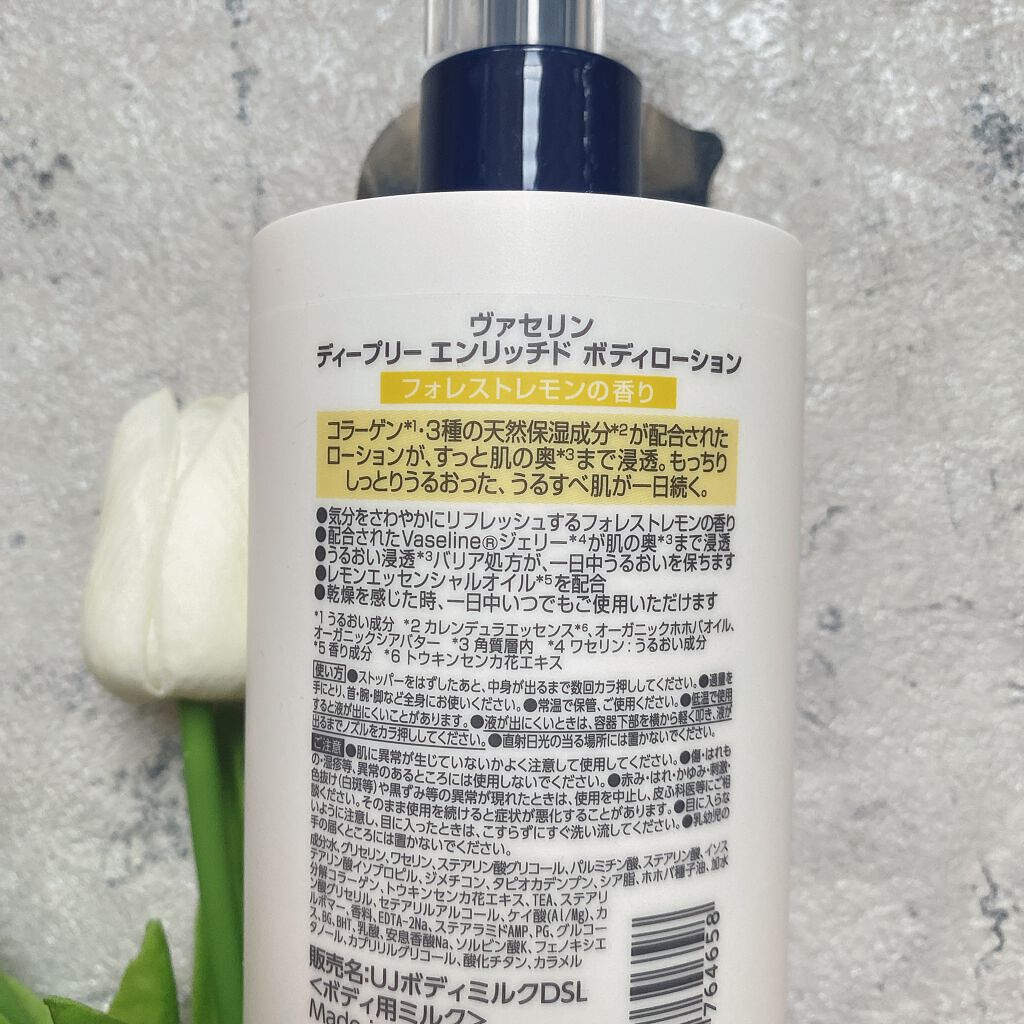 ヴァセリン
ディープリー エンリッチド ボディローション
フォレストレモンの香り
コラーゲン*1・3種の天然保湿成分*2が配合された
ローションが、すっと肌の奥*3まで浸透。もっちり
しっとりうるおった、うるすべ肌が一日続く。
●気分をさわやかにリフレッシュするフォレストレモンの香り
●配合されたVaseline®ジェリー*4が肌の奥*3まで浸透
●うるおい浸透*3バリア処方が、一日中うるおいを保ちます
●レモンエッセンシャルオイル*5を配合
●乾燥を感じた時、一日中いつでもご使用いただけます
*1 うるおい成分 *2 カレンデュラエッセンス*6、オーガニックホホバオイル、
オーガニックシアバター *3 角質層内 *4 ワセリン：うるおい成分
*5 香り成分 *6 トウキンセンカ花エキス
使い方 ●ストッパーをはずしたあと、中身が出るまで数回カラ押ししてください。●適量を
手にとり、首・腕・脚など全身にお使いください。●常温で保管、ご使用ください。●低温で使用
すると液が出にくいことがあります。●液が出にくいときは、容器下部を横から軽く叩き、液が
出るまでノズルをカラ押ししてください。●直射日光の当る場所には置かないでください。
ご注意 ●肌に異常が生じていないかよく注意して使用してください。●傷・はれも
の・湿疹等、異常のあるところには使用しないでください。●赤み・はれ・かゆみ・刺激・
色抜け(白斑等)や黒ずみ等の異常が現れたときは、使用を中止し、皮ふ科医等にご相
談ください。そのまま使用を続けると症状が悪化することがあります。●目に入らな
いように注意し、目に入ったときは、こすらずにすぐ洗い流してください。●乳幼児の
手の届くところには置かないでください。
成分:水、グリセリン、ワセリン、ステアリン酸グリコール、パルミチン酸、ステアリン酸、イソス
テアリン酸イソプロピル、ジメチコン、タピオカデンプン、シア脂、ホホバ種子油、加水
分解コラーゲン、トウキンセンカ花エキス、TEA、ステアリ
ン酸グリセリル、セテアリルアルコール、ケイ酸(Al/Mg)、カ
ルボマー、香料、EDTA-2Na、ステアラミドAMP、PG、グルコー
ス、BG、BHT、乳酸、安息香酸Na、ソルビン酸K、フェノキシエ
タノール、カプリリルグリコール、酸化チタン、カラメル
販売名:UJボディミルクDSL
<ボディ用ミルク>
Made
764658